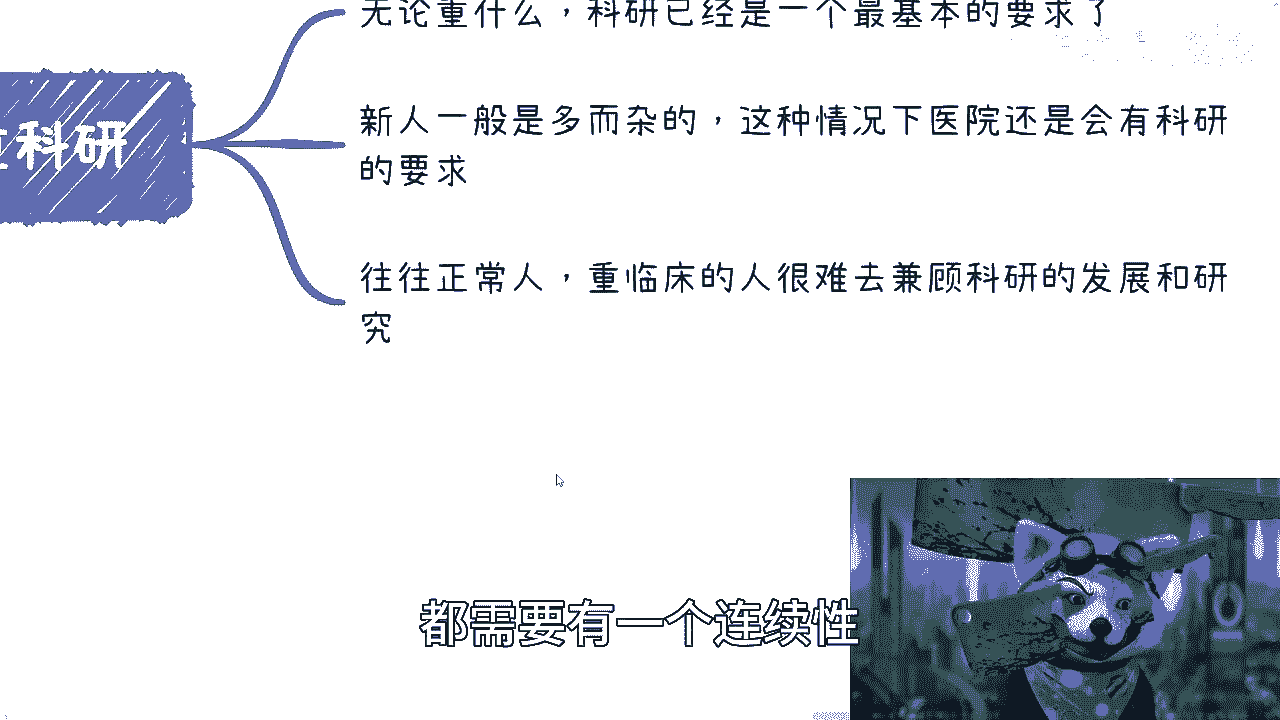 无论重什么，科研已经是一个最基本的要求了
科研
新人一般是多而杂的，这种情况下医院还是会有科研
的要求
往往正常人，重临床的人很难去兼顾科研的发展和研
究
都需要有一个连续性